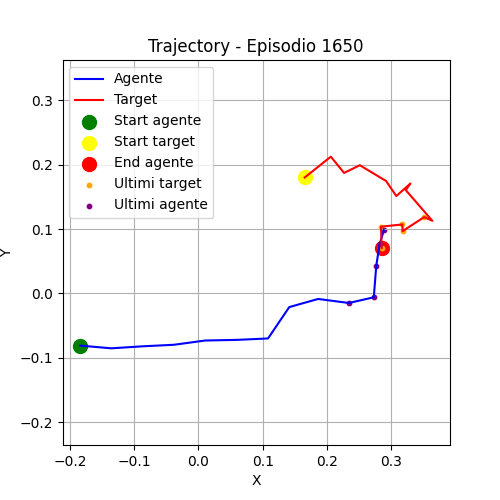 Trajectory - Episodio 1650
Agente
Target
Start agente
Start target
End agente
Ultimi target
Ultimi agente
0.3
0.2
0.1
0.0
−0.1
−0.2
Y
−0.2 −0.1 0.0 0.1 0.2 0.3
X